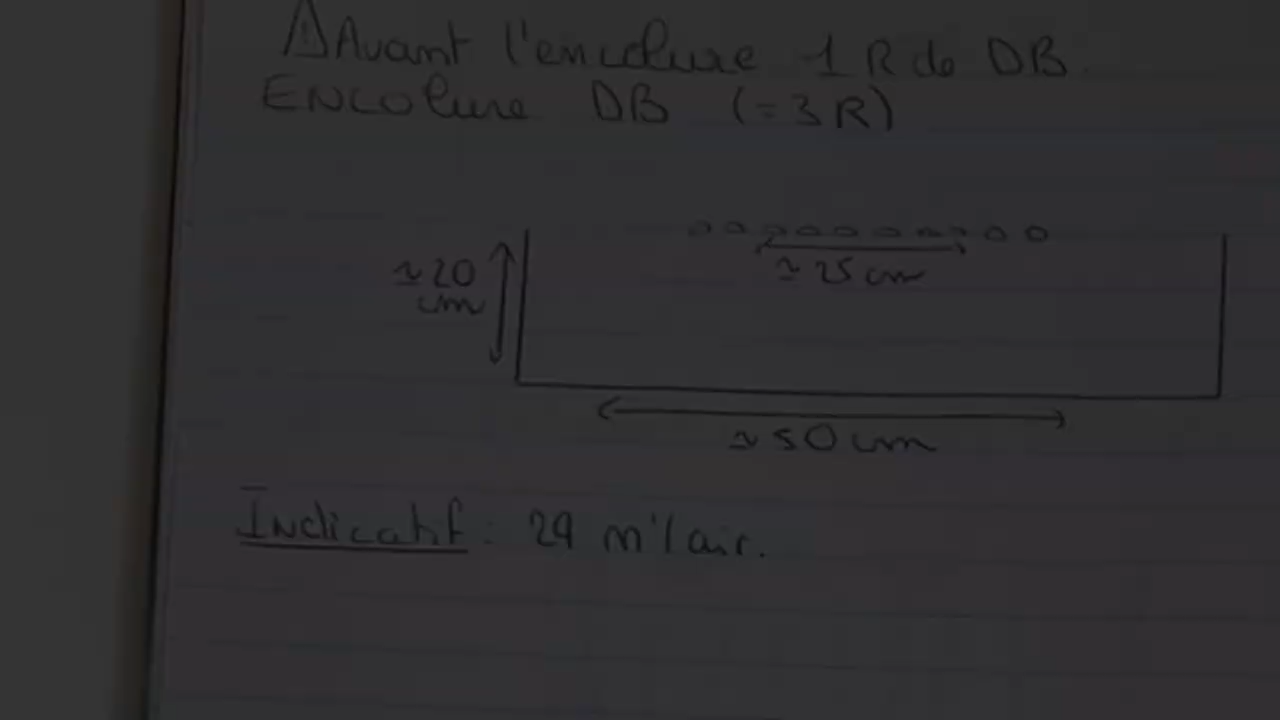 ⚠ Avant l'encolure 1 R de DB
ENCOlure DB (=3R)
≃ 25 cm
≃ 20
cm
≃ 50 cm
Indicatif : 29 m'/air.